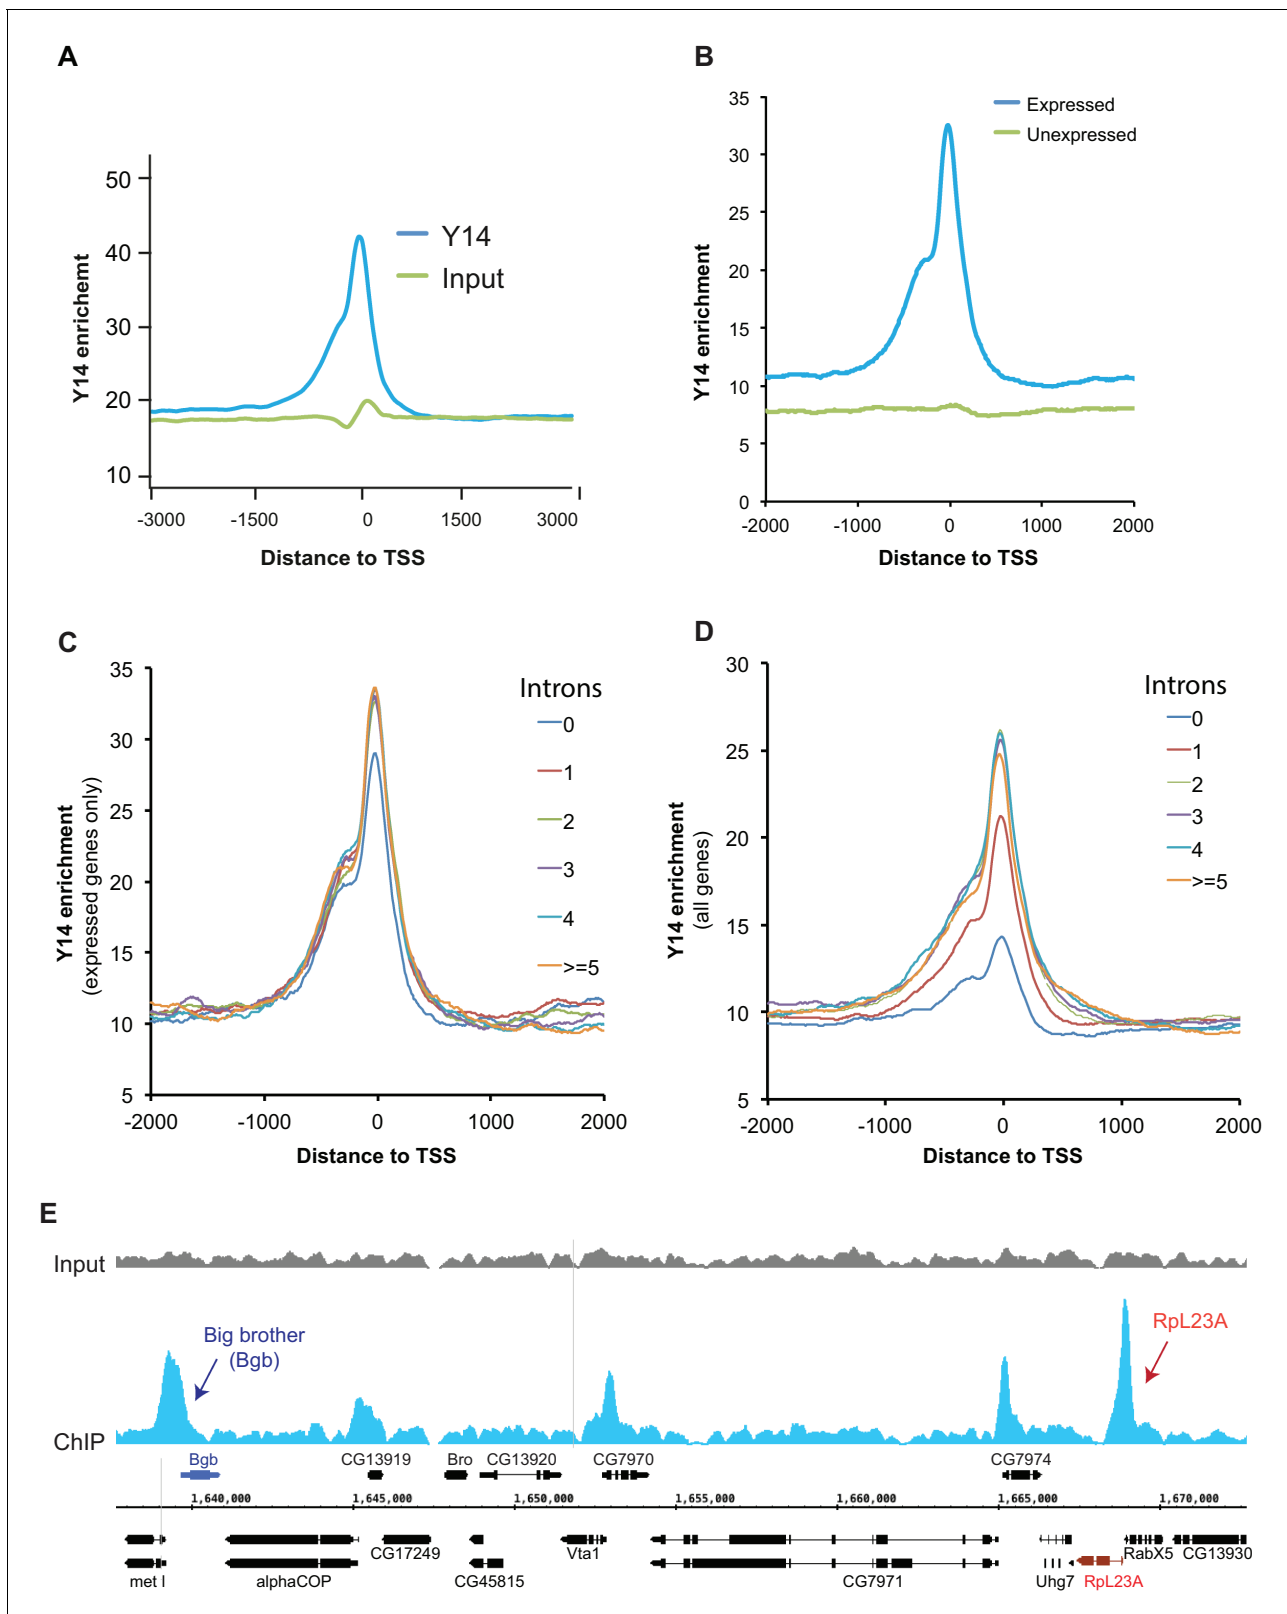 A
Y14 enrichemt
50
40
30
20
10
Y14
Input
-3000 -1500 0 1500 3000
Distance to TSS
B
Y14 enrichment
35
30
25
20
15
10
5
0
Expressed
Unexpressed
-2000 -1000 0 1000 2000
Distance to TSS
C
Y14 enrichment
(expressed genes only)
35
30
25
20
15
10
5
Introns
0
1
2
3
4
>=5
-2000 -1000 0 1000 2000
Distance to TSS
D
Y14 enrichment
(all genes)
30
25
20
15
10
5
Introns
0
1
2
3
4
>=5
-2000 -1000 0 1000 2000
Distance to TSS
E
Input
Big brother
(Bgb)
RpL23A
ChIP
Bgb CG13919 Bro CG13920 CG7970 CG7974
1,640,000 1,645,000 1,650,000 1,655,000 1,660,000 1,665,000 1,670,000
CG17249 Vta1 RabX5 CG13930
met I alphaCOP CG45815 CG7971 Uhg7 RpL23A